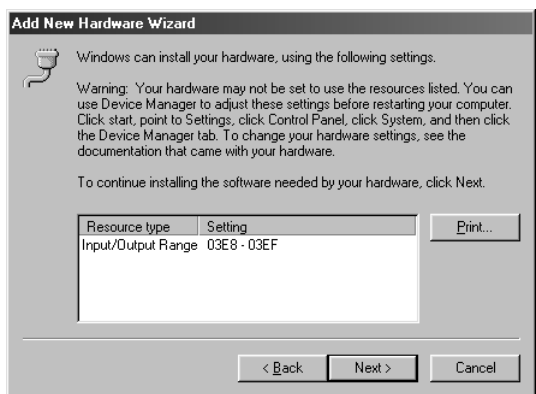 Add New Hardware Wizard
Windows can install your hardware, using the following settings.
Warning: Your hardware may not be set to use the resources listed. You can
use Device Manager to adjust these settings before restarting your computer.
Click start, point to Settings, click Control Panel, click System, and then click
the Device Manager tab. To change your hardware settings, see the
documentation that came with your hardware.
To continue installing the software needed by your hardware, click Next.
Resource type Setting
Input/Output Range 03E8 - 03EF
Print...
< Back Next > Cancel